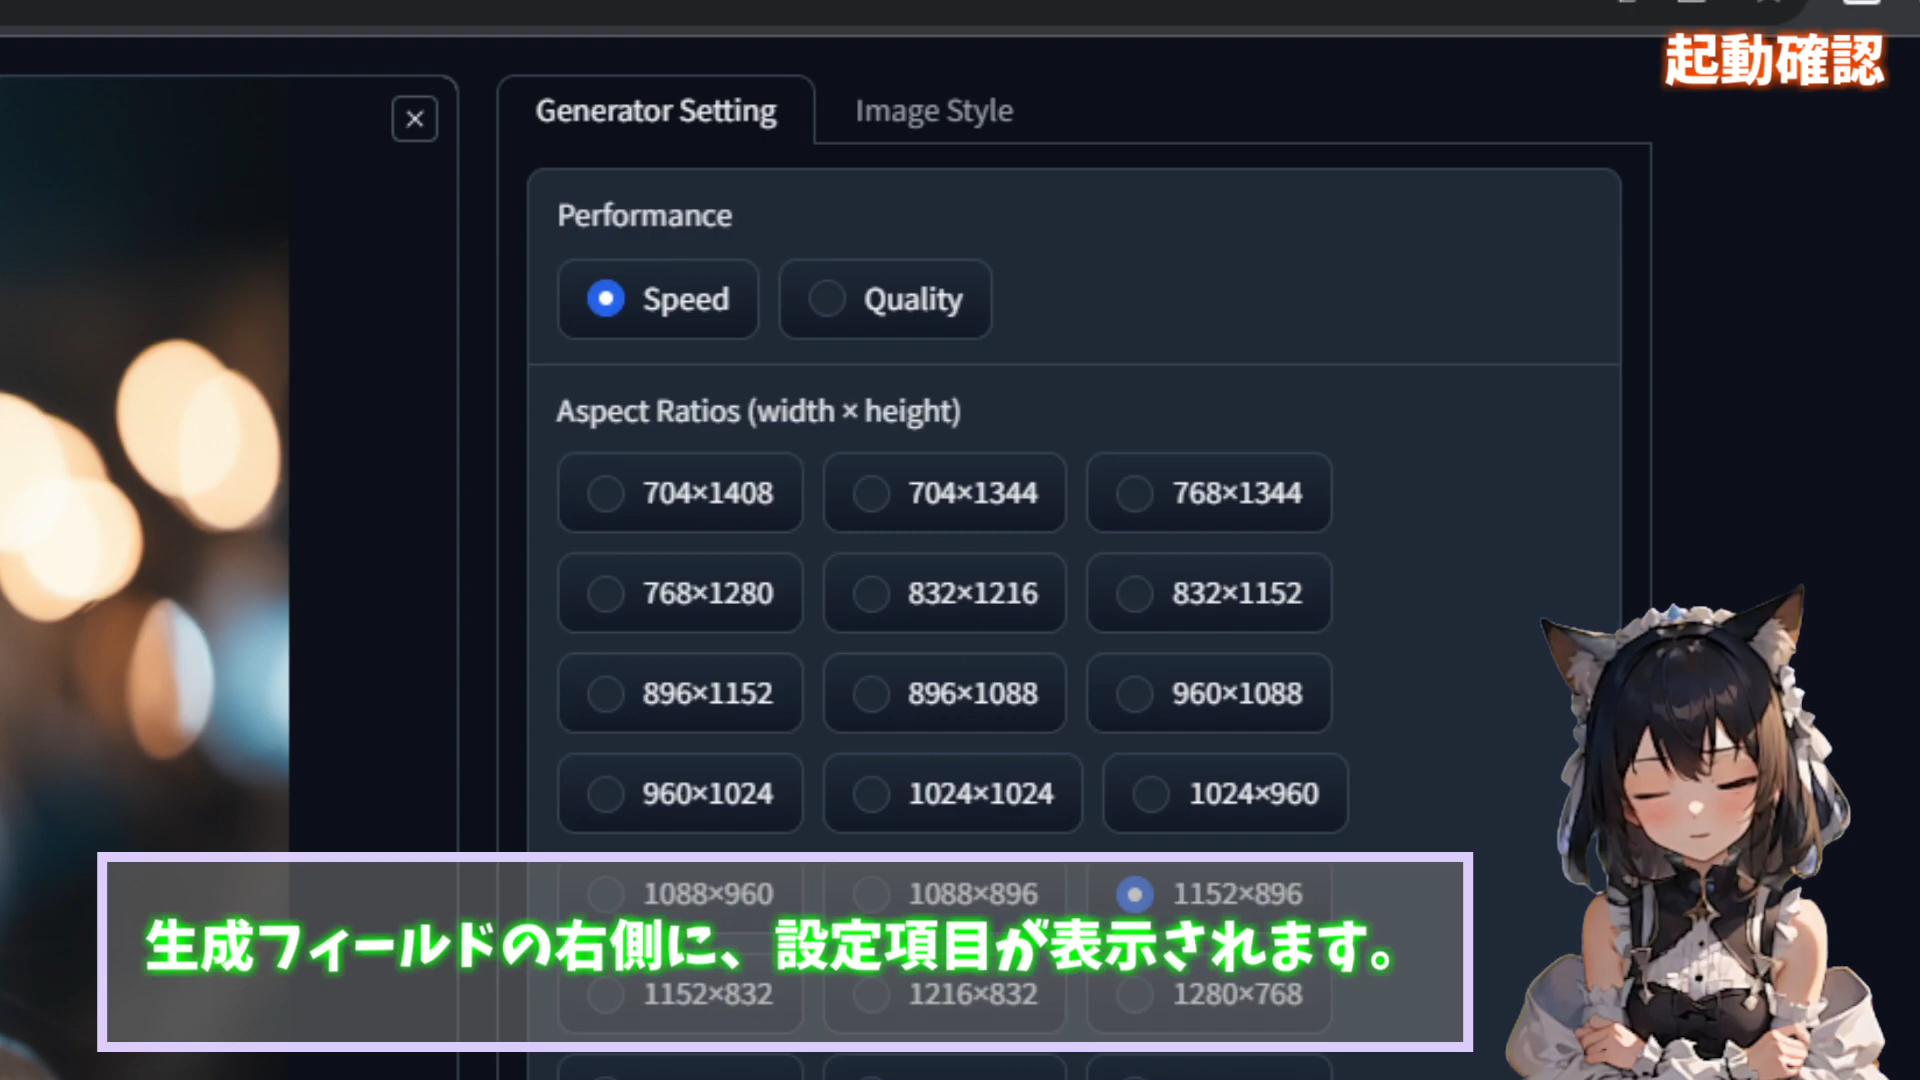 起動確認
Generator Setting
Image Style
Performance
Speed
Quality
Aspect Ratios (width × height)
704×1408
704×1344
768×1344
768×1280
832×1216
832×1152
896×1152
896×1088
960×1088
960×1024
1024×1024
1024×960
1088×960
1088×896
1152×896
生成フィールドの右側に、設定項目が表示されます。
1152×832
1216×832
1280×768